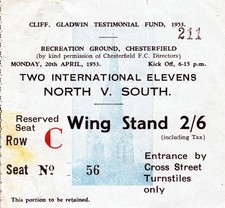 CLIFF. GLADWIN TESTIMONIAL FUND, 1953.
211
RECREATION GROUND, CHESTERFIELD
(by kind permission of Chesterfield F.C. Directors)
MONDAY, 20th APRIL, 1953. Kick Off, 6-15 p.m.
TWO INTERNATIONAL ELEVENS
NORTH V. SOUTH.
Reserved Seat
Wing Stand 2/6
(including Tax)
Row C
Seat No. 56
Entrance by
Cross Street
Turnstiles
only
This portion to be retained.